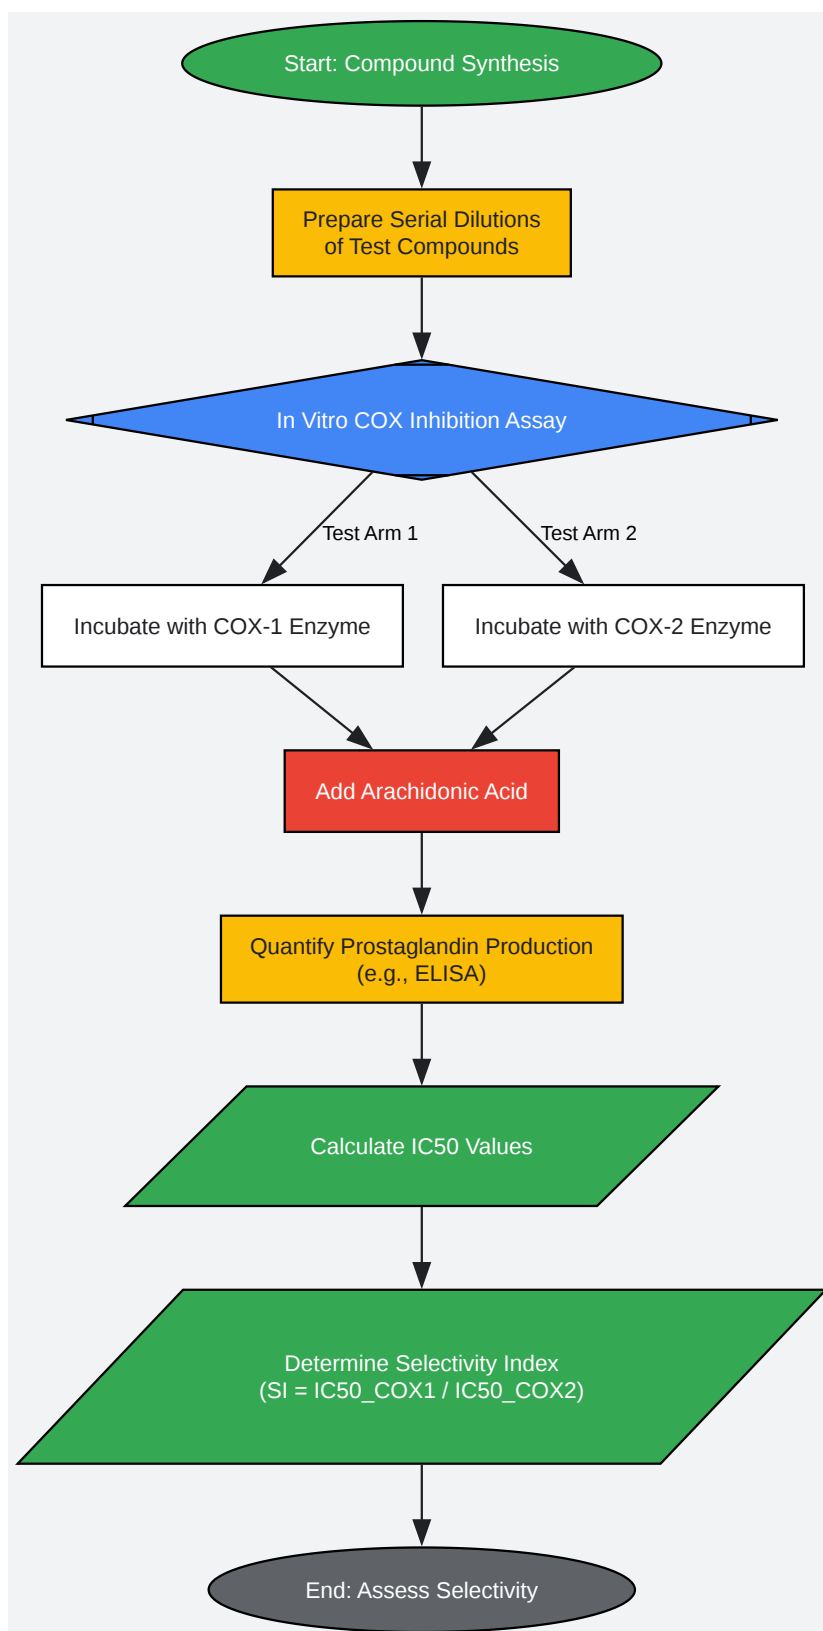 Start: Compound Synthesis
Prepare Serial Dilutions
of Test Compounds
In Vitro COX Inhibition Assay
Test Arm 1
Test Arm 2
Incubate with COX-1 Enzyme
Incubate with COX-2 Enzyme
Add Arachidonic Acid
Quantify Prostaglandin Production
(e.g., ELISA)
Calculate IC50 Values
Determine Selectivity Index
(SI = IC50_COX1 / IC50_COX2)
End: Assess Selectivity